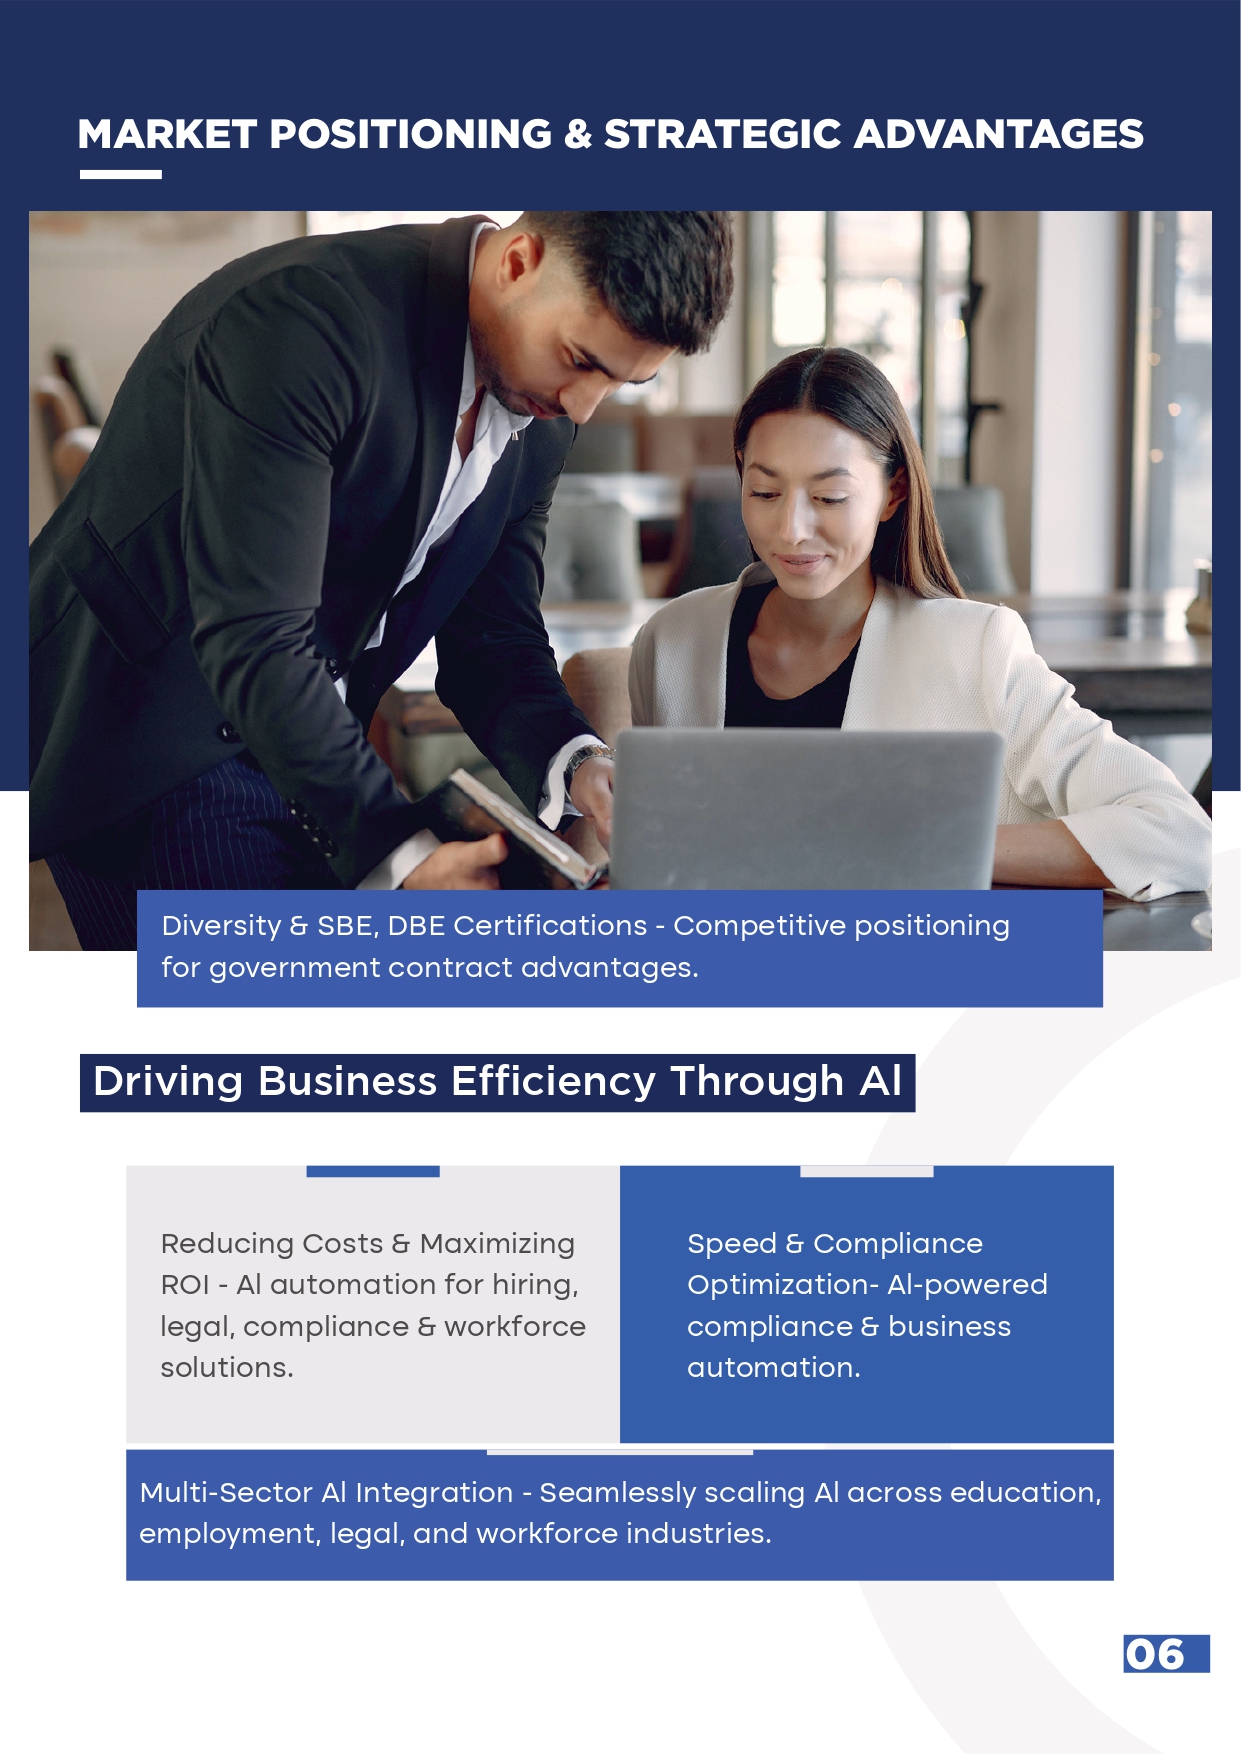 MARKET POSITIONING & STRATEGIC ADVANTAGES
Diversity & SBE, DBE Certifications - Competitive positioning
for government contract advantages.
Driving Business Efficiency Through AI
Reducing Costs & Maximizing
ROI - AI automation for hiring,
legal, compliance & workforce
solutions.
Speed & Compliance
Optimization- AI-powered
compliance & business
automation.
Multi-Sector AI Integration - Seamlessly scaling AI across education,
employment, legal, and workforce industries.
06